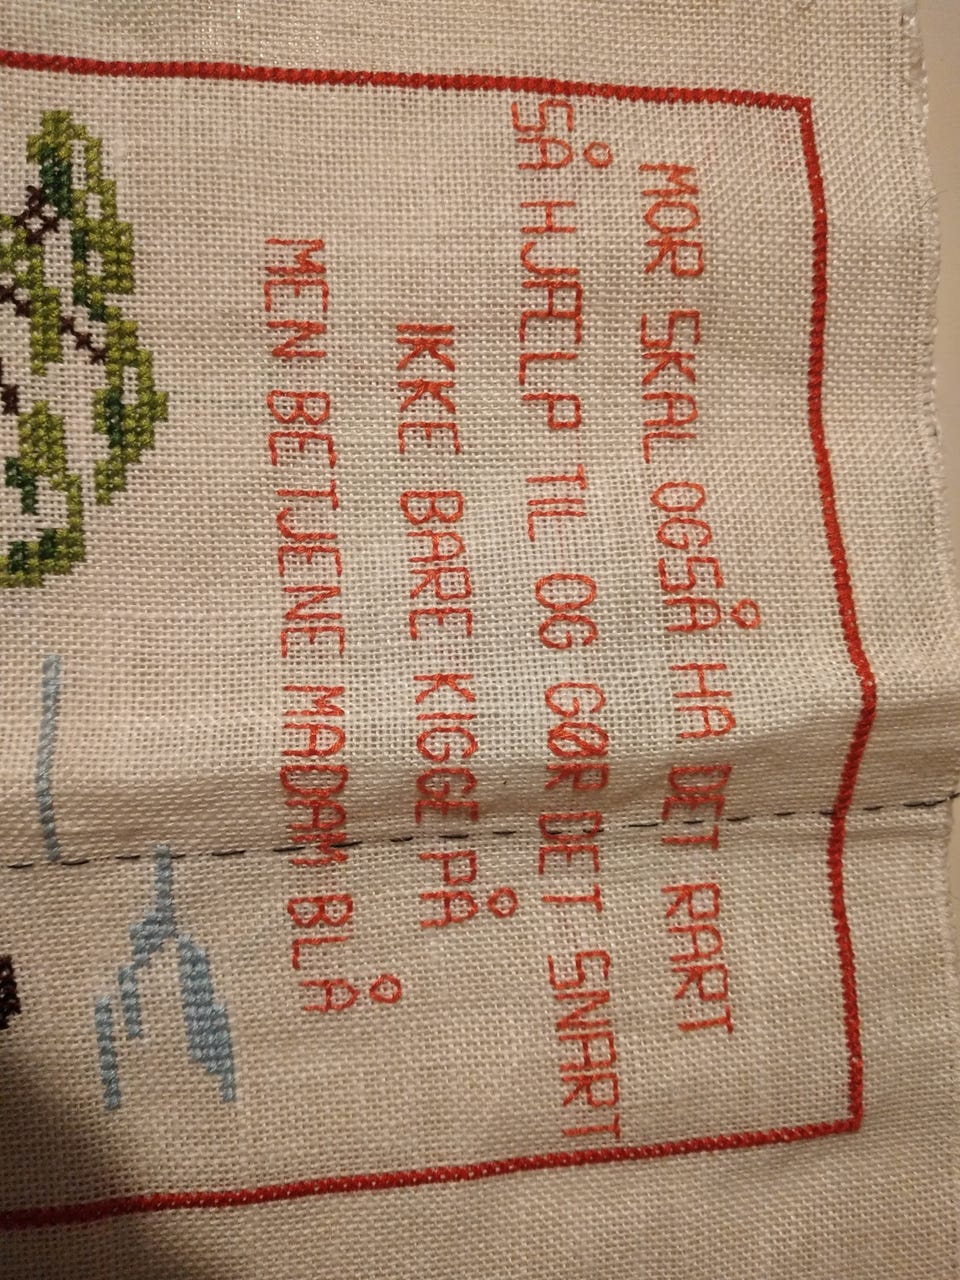 MOR SKAL OGSÅ HA DET RART
SÅ HJÆLP TIL OG GØR DET SNART
IKKE BARE KIGGE PÅ
MEN BETJENE MADAM BLÅ